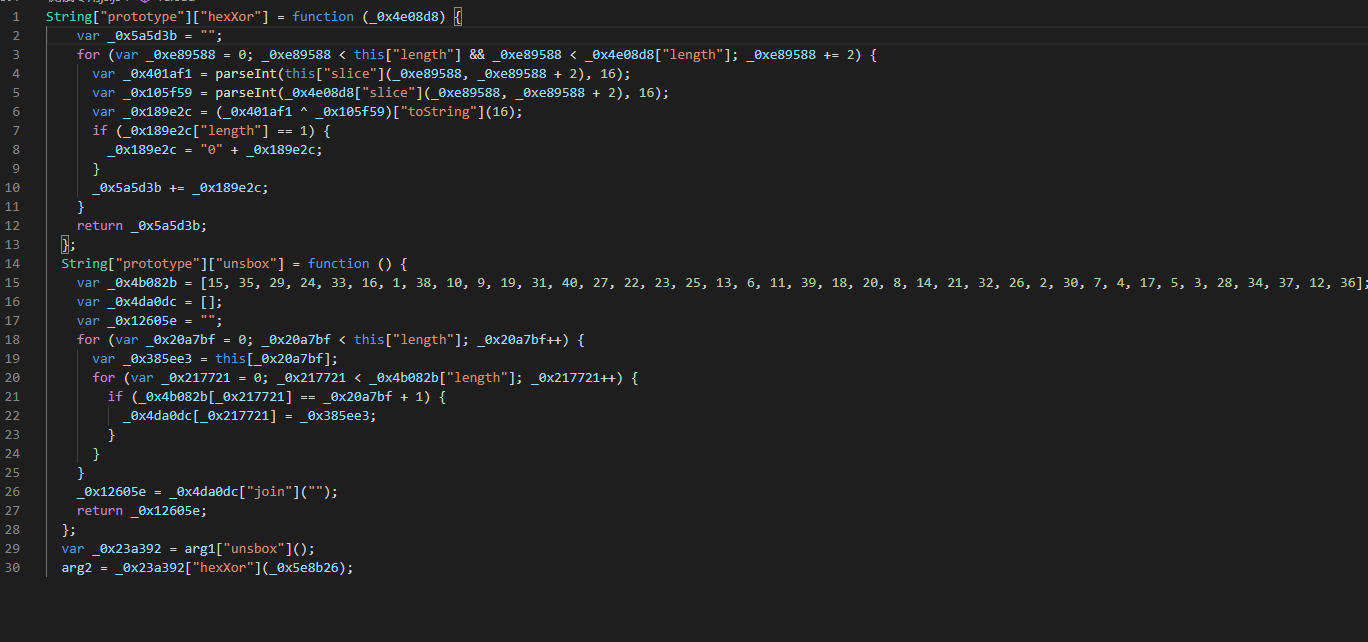 1 String["prototype"]["hexXor"] = function (_0x4e08d8) {
2 var _0x5a5d3b = "";
3 for (var _0xe89588 = 0; _0xe89588 < this["length"] && _0xe89588 < _0x4e08d8["length"]; _0xe89588 += 2) {
4 var _0x401af1 = parseInt(this["slice"](_0xe89588, _0xe89588 + 2), 16);
5 var _0x105f59 = parseInt(_0x4e08d8["slice"](_0xe89588, _0xe89588 + 2), 16);
6 var _0x189e2c = (_0x401af1 ^ _0x105f59)["toString"](16);
7 if (_0x189e2c["length"] == 1) {
8 _0x189e2c = "0" + _0x189e2c;
9 }
10 _0x5a5d3b += _0x189e2c;
11 }
12 return _0x5a5d3b;
13 };
14 String["prototype"]["unsbox"] = function () {
15 var _0x4b082b = [15, 35, 29, 24, 33, 16, 1, 38, 10, 9, 19, 31, 40, 27, 22, 23, 25, 13, 6, 11, 39, 18, 20, 8, 14, 21, 32, 26, 2, 30, 7, 4, 17, 5, 3, 28, 34, 37, 12, 36];
16 var _0x4da0dc = [];
17 var _0x12605e = "";
18 for (var _0x20a7bf = 0; _0x20a7bf < this["length"]; _0x20a7bf++) {
19 var _0x385ee3 = this[_0x20a7bf];
20 for (var _0x217721 = 0; _0x217721 < _0x4b082b["length"]; _0x217721++) {
21 if (_0x4b082b[_0x217721] == _0x20a7bf + 1) {
22 _0x4da0dc[_0x217721] = _0x385ee3;
23 }
24 }
25 }
26 _0x12605e = _0x4da0dc["join"]("");
27 return _0x12605e;
28 };
29 var _0x23a392 = arg1["unsbox"]();
30 arg2 = _0x23a392["hexXor"](_0x5e8b26);